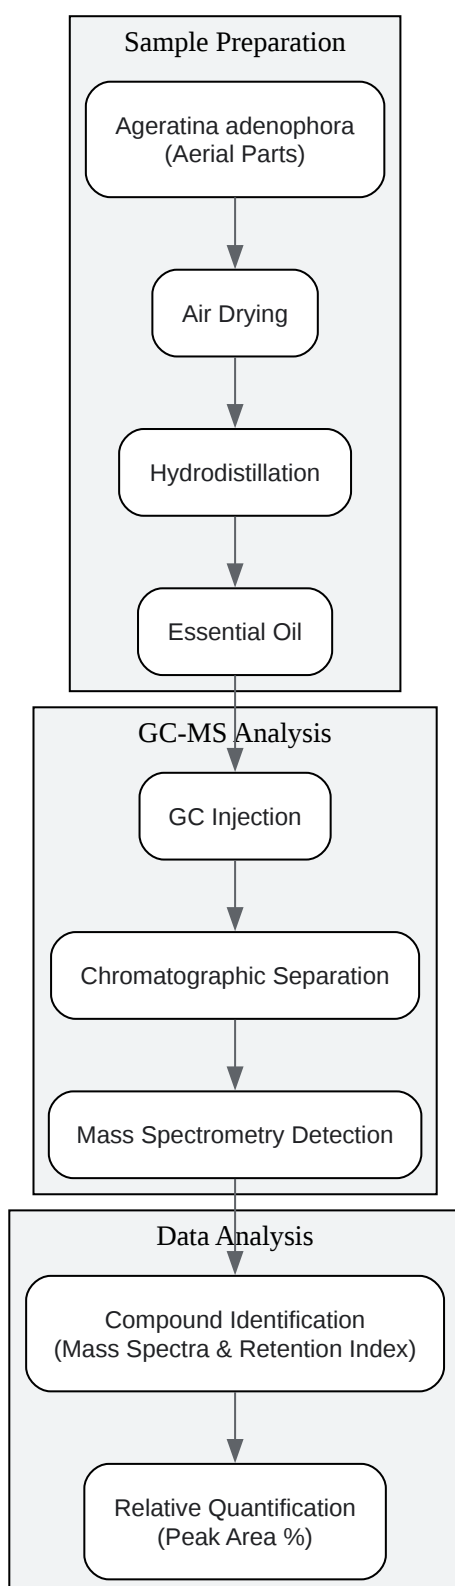 Sample Preparation
Ageratina adenophora
(Aerial Parts)
Air Drying
Hydrodistillation
Essential Oil
GC-MS Analysis
GC Injection
Chromatographic Separation
Mass Spectrometry Detection
Data Analysis
Compound Identification
(Mass Spectra & Retention Index)
Relative Quantification
(Peak Area %)